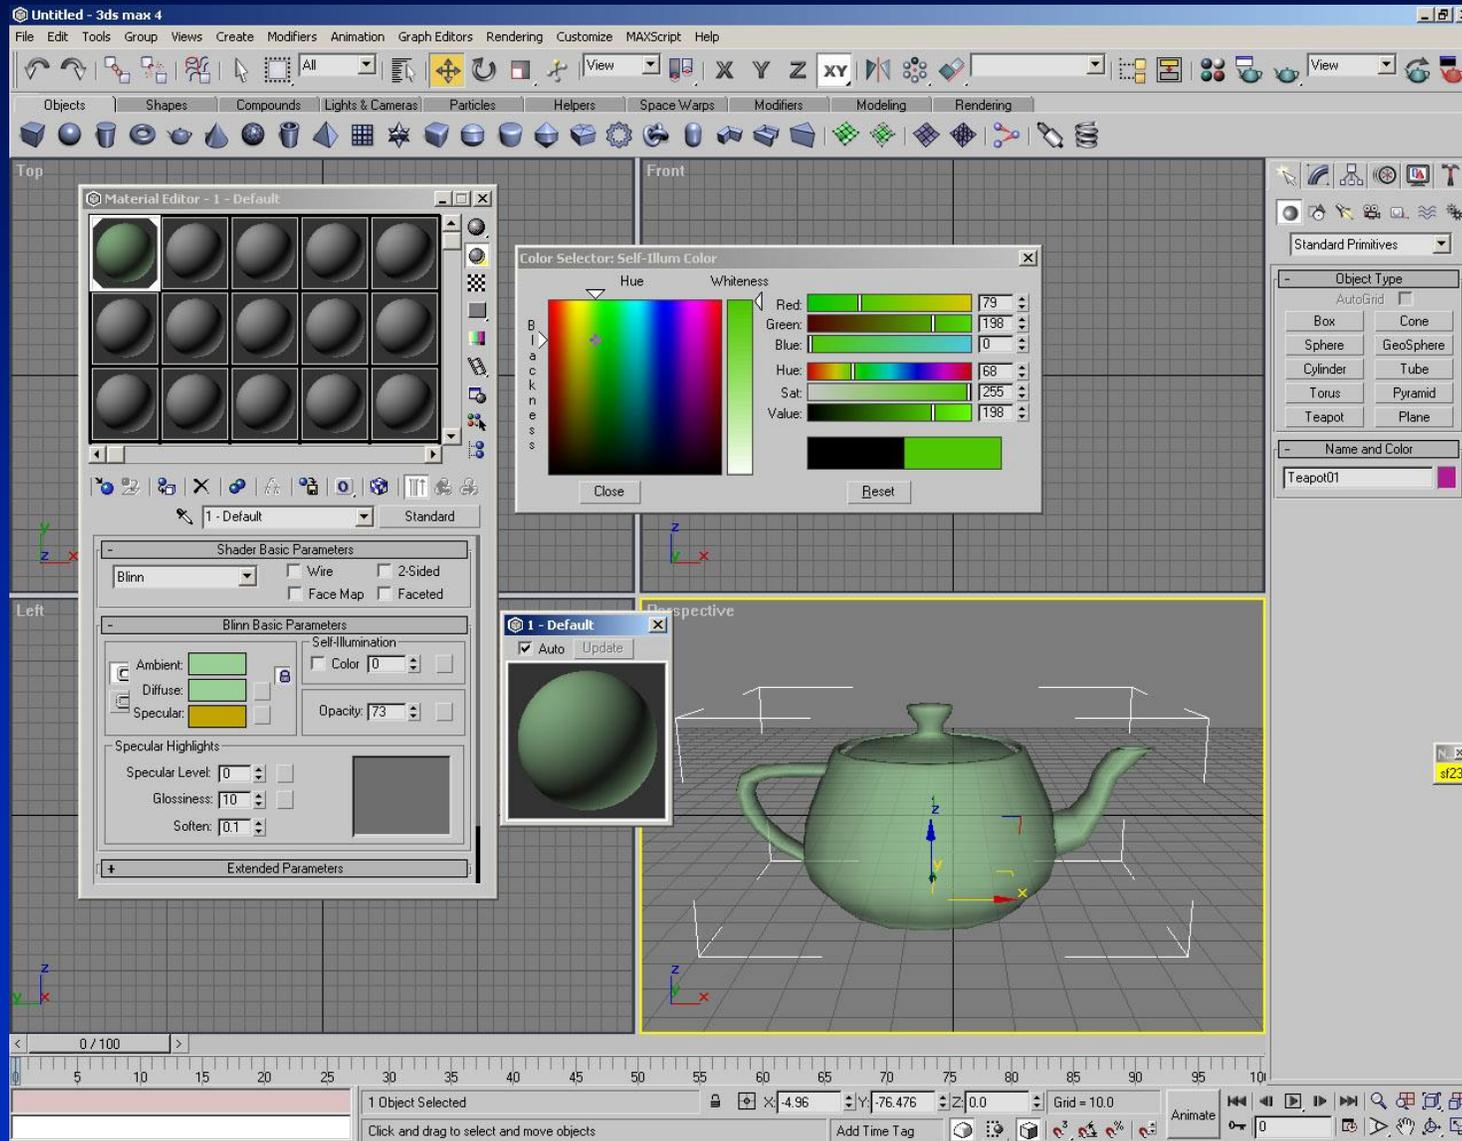 Untitled - 3ds max 4
File Edit Tools Group Views Create Modifiers Animation Graph Editors Rendering Customize MAXScript Help
All View X Y Z XY View
Objects Shapes Compounds Lights & Cameras Particles Helpers Space Warps Modifiers Modeling Rendering
Top
Front
Material Editor - 1 - Default
1 - Default Standard
- Shader Basic Parameters
Blinn Wire 2-Sided
Face Map Faceted
- Blinn Basic Parameters
Self-Illumination
Color 0
Ambient:
Diffuse:
Specular:
Opacity: 73
Specular Highlights
Specular Level: 0
Glossiness: 10
Soften: 0.1
+ Extended Parameters
Color Selector: Self-Illum Color
Hue Whiteness
Blackness
Red: 79
Green: 198
Blue: 0
Hue: 68
Sat: 255
Value: 198
Close Reset
Standard Primitives
- Object Type
AutoGrid
Box Cone
Sphere GeoSphere
Cylinder Tube
Torus Pyramid
Teapot Plane
- Name and Color
Teapot01
y z x
z y x
Left
Perspective
1 - Default
Auto Update
z y x
z y x
z y x
N
sf23
< 0 / 100 >
0 5 10 15 20 25 30 35 40 45 50 55 60 65 70 75 80 85 90 95 100
1 Object Selected X: -4.96 Y: -76.476 Z: 0.0 Grid = 10.0
Click and drag to select and move objects Add Time Tag
Animate
0